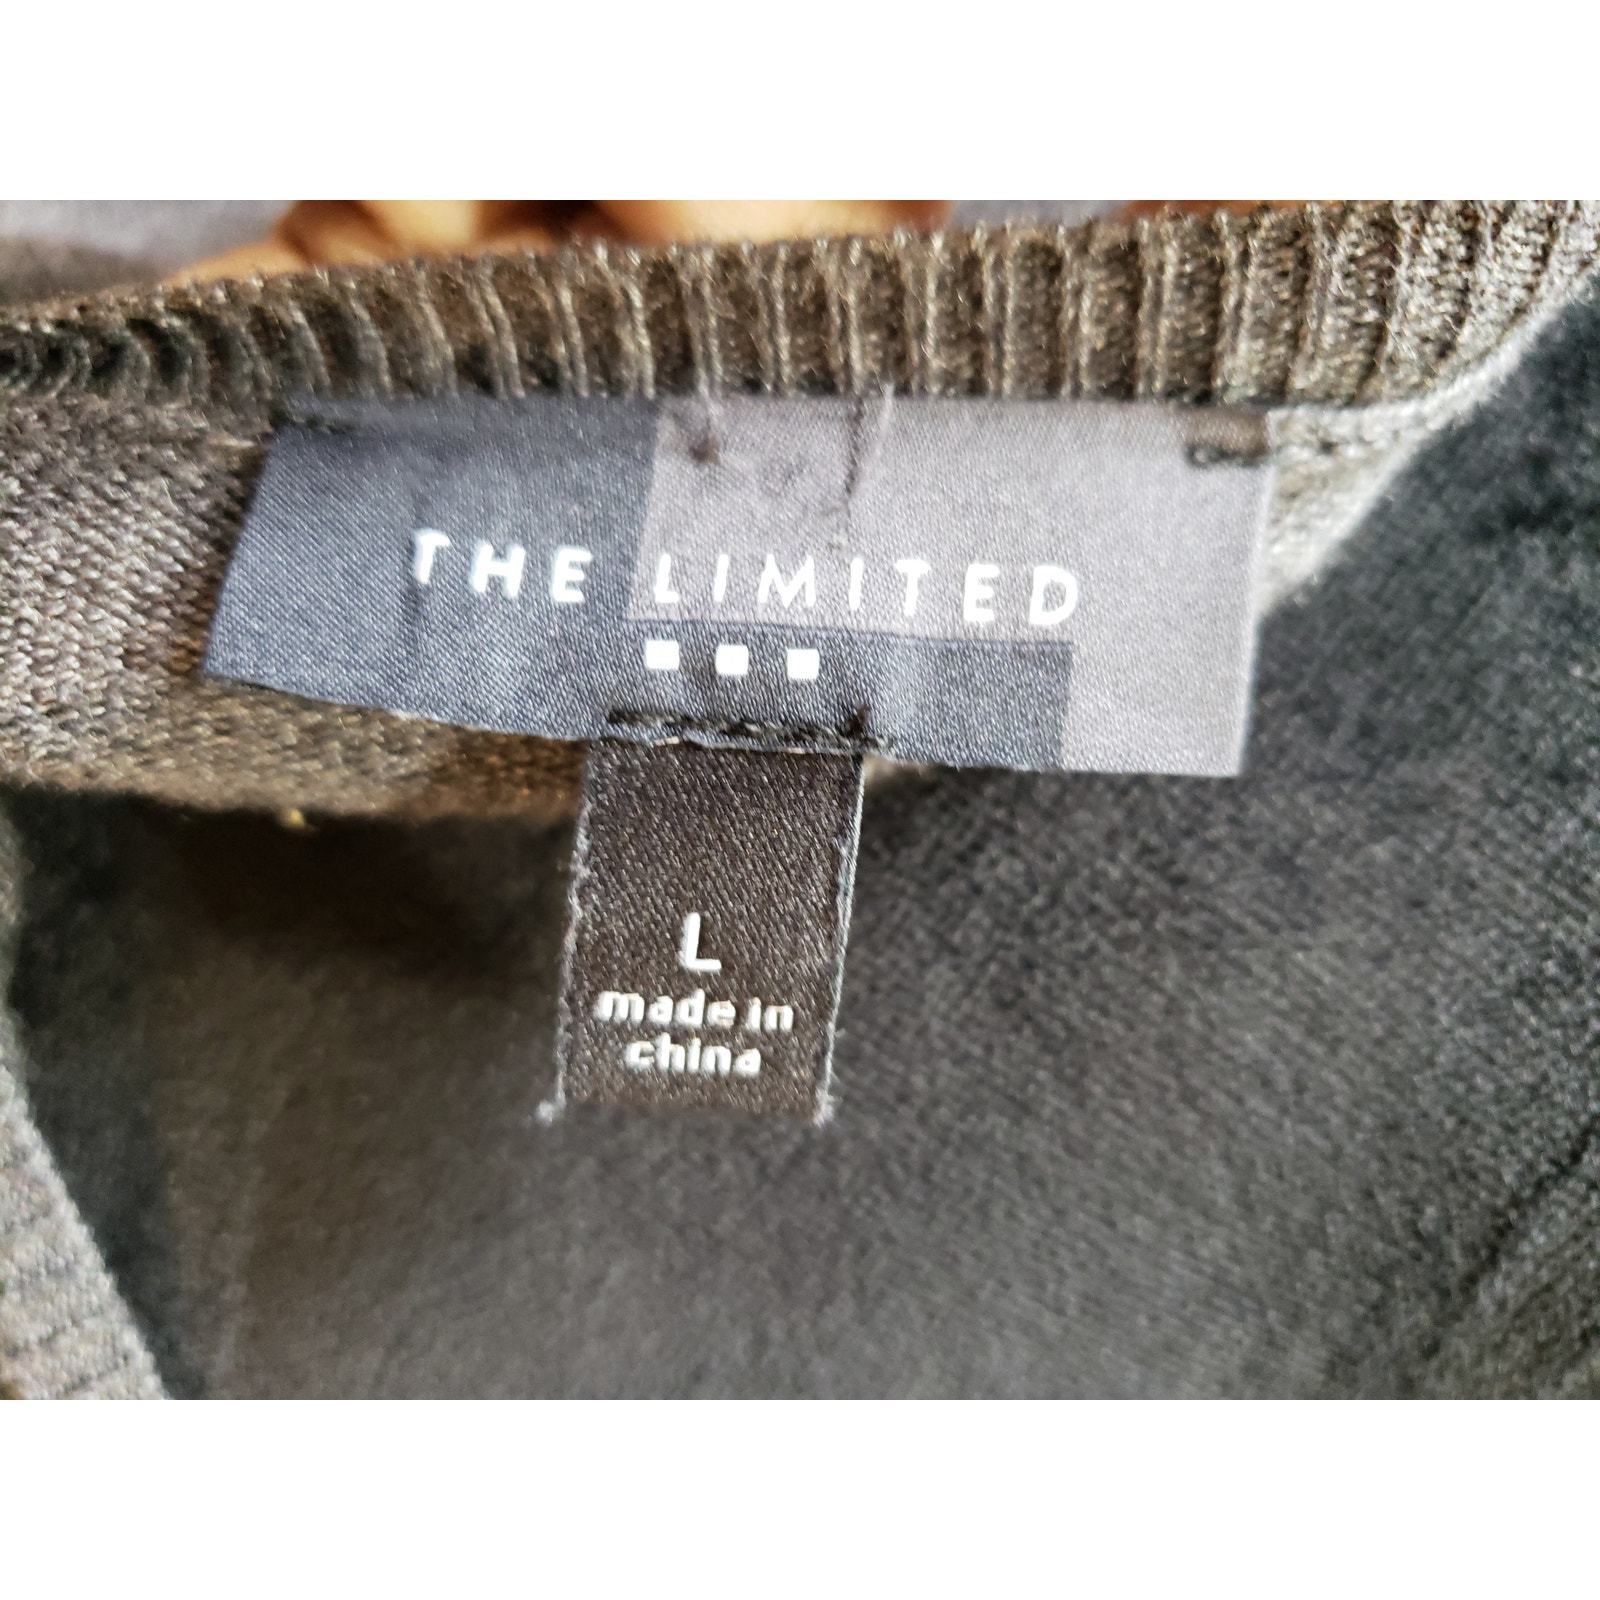 THE LIMITED
L
made in
china